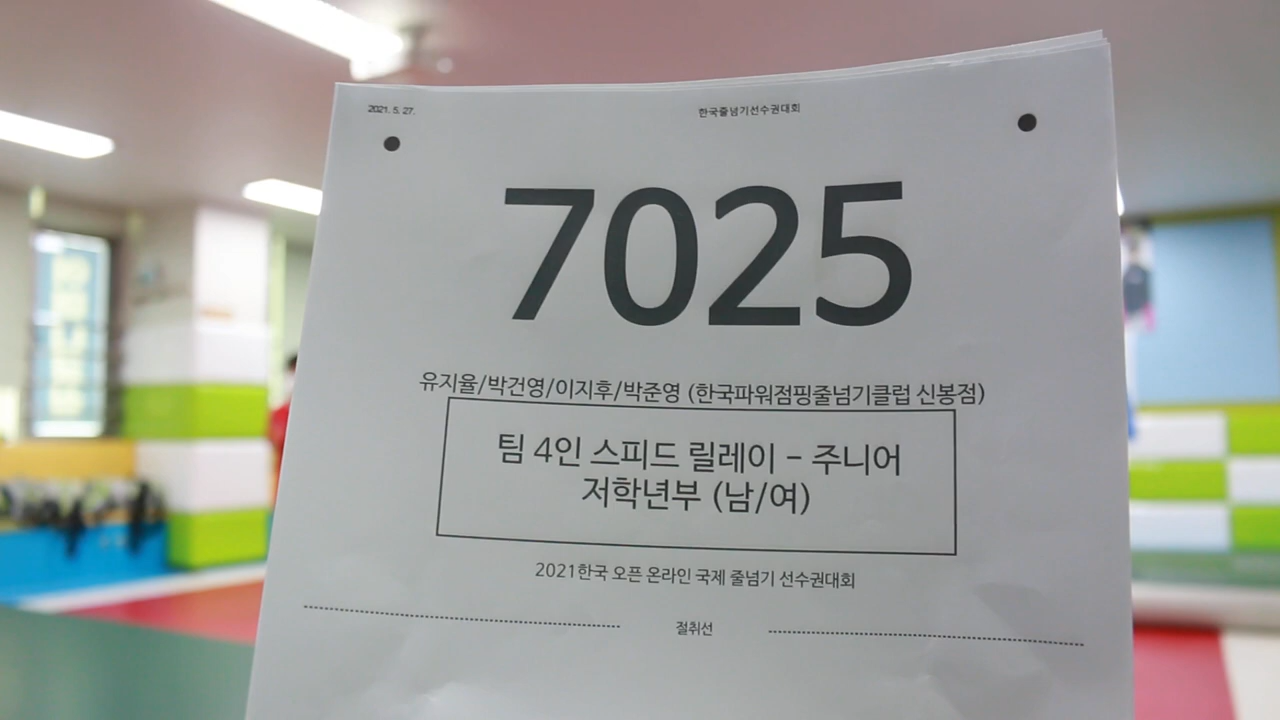 2021. 5. 27.
한국줄넘기선수권대회
7025
유지율/박건영/이지후/박준영 (한국파워점핑줄넘기클럽 신봉점)
팀 4인 스피드 릴레이 - 주니어
저학년부 (남/여)
2021한국 오픈 온라인 국제 줄넘기 선수권대회
절취선